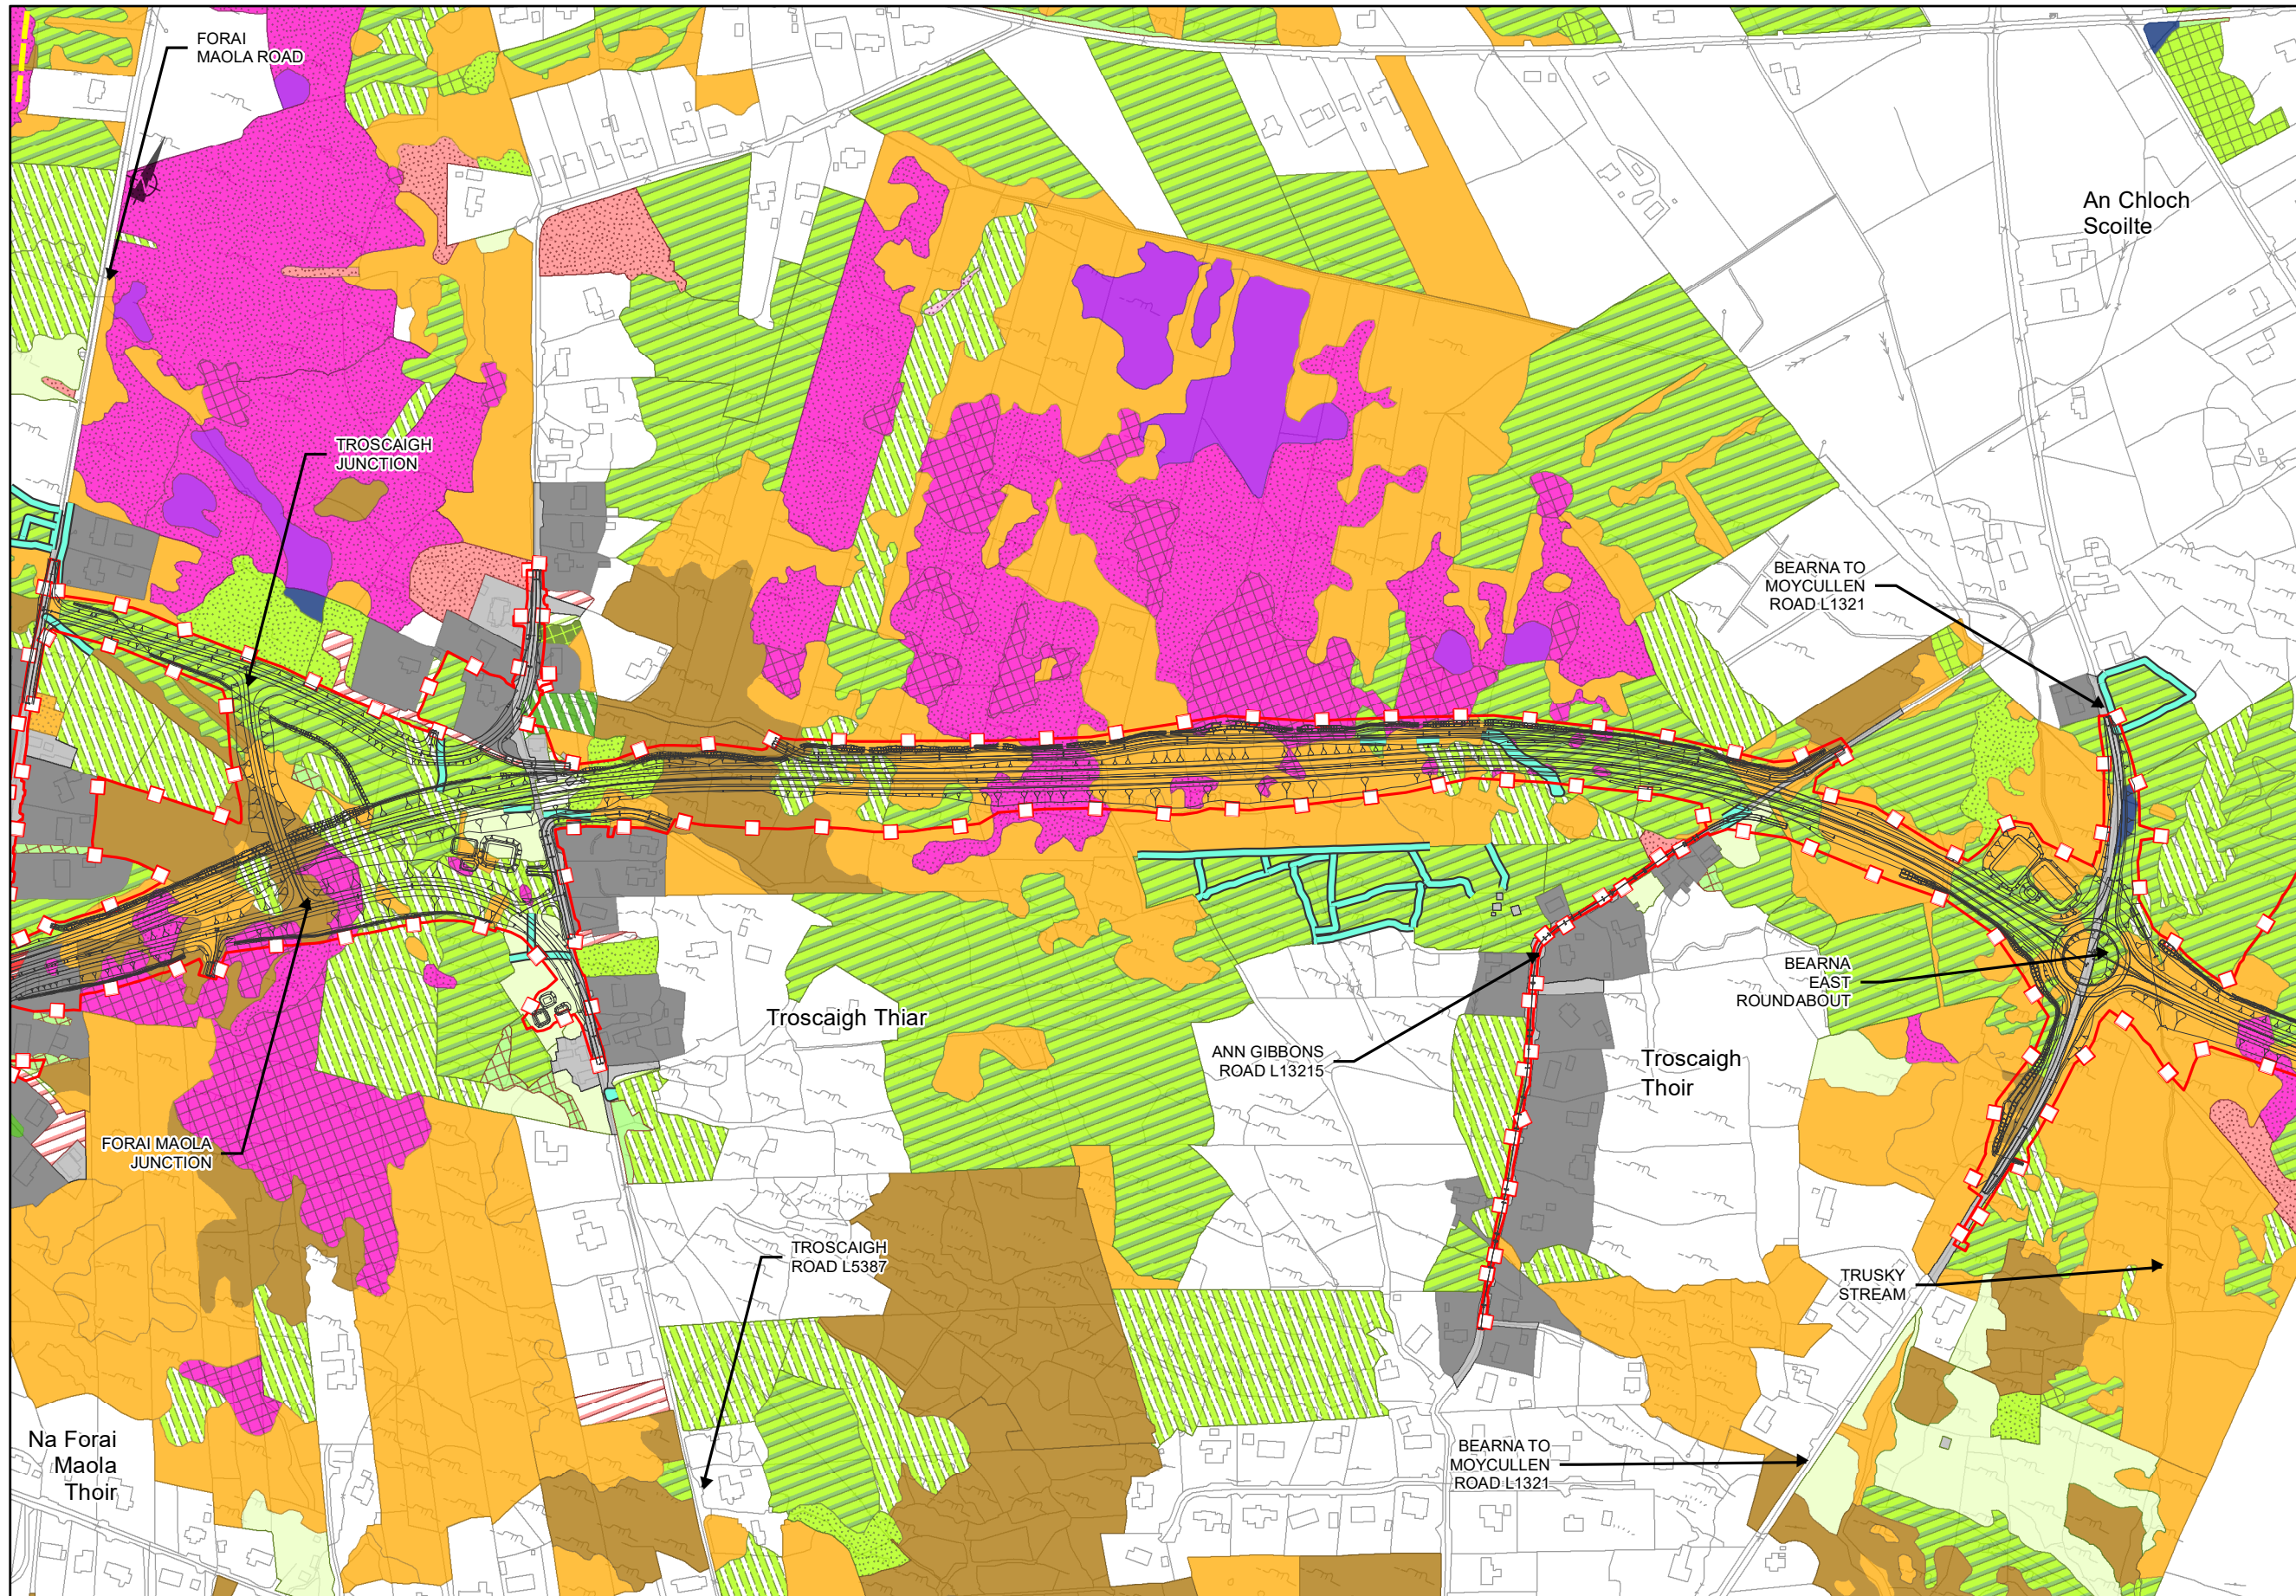 FORAI
MAOLA ROAD
An Chloch
Scoilte
TROSCAIGH
JUNCTION
BEARNA TO
MOYCULLEN
ROAD L1321
BEARNA
EAST
ROUNDABOUT
Troscaigh Thiar
ANN GIBBONS
ROAD L13215
Troscaigh
Thoir
FORAI MAOLA
JUNCTION
TROSCAIGH
ROAD L5387
TRUSKY
STREAM
Na Forai
Maola
Thoir
BEARNA TO
MOYCULLEN
ROAD L1321